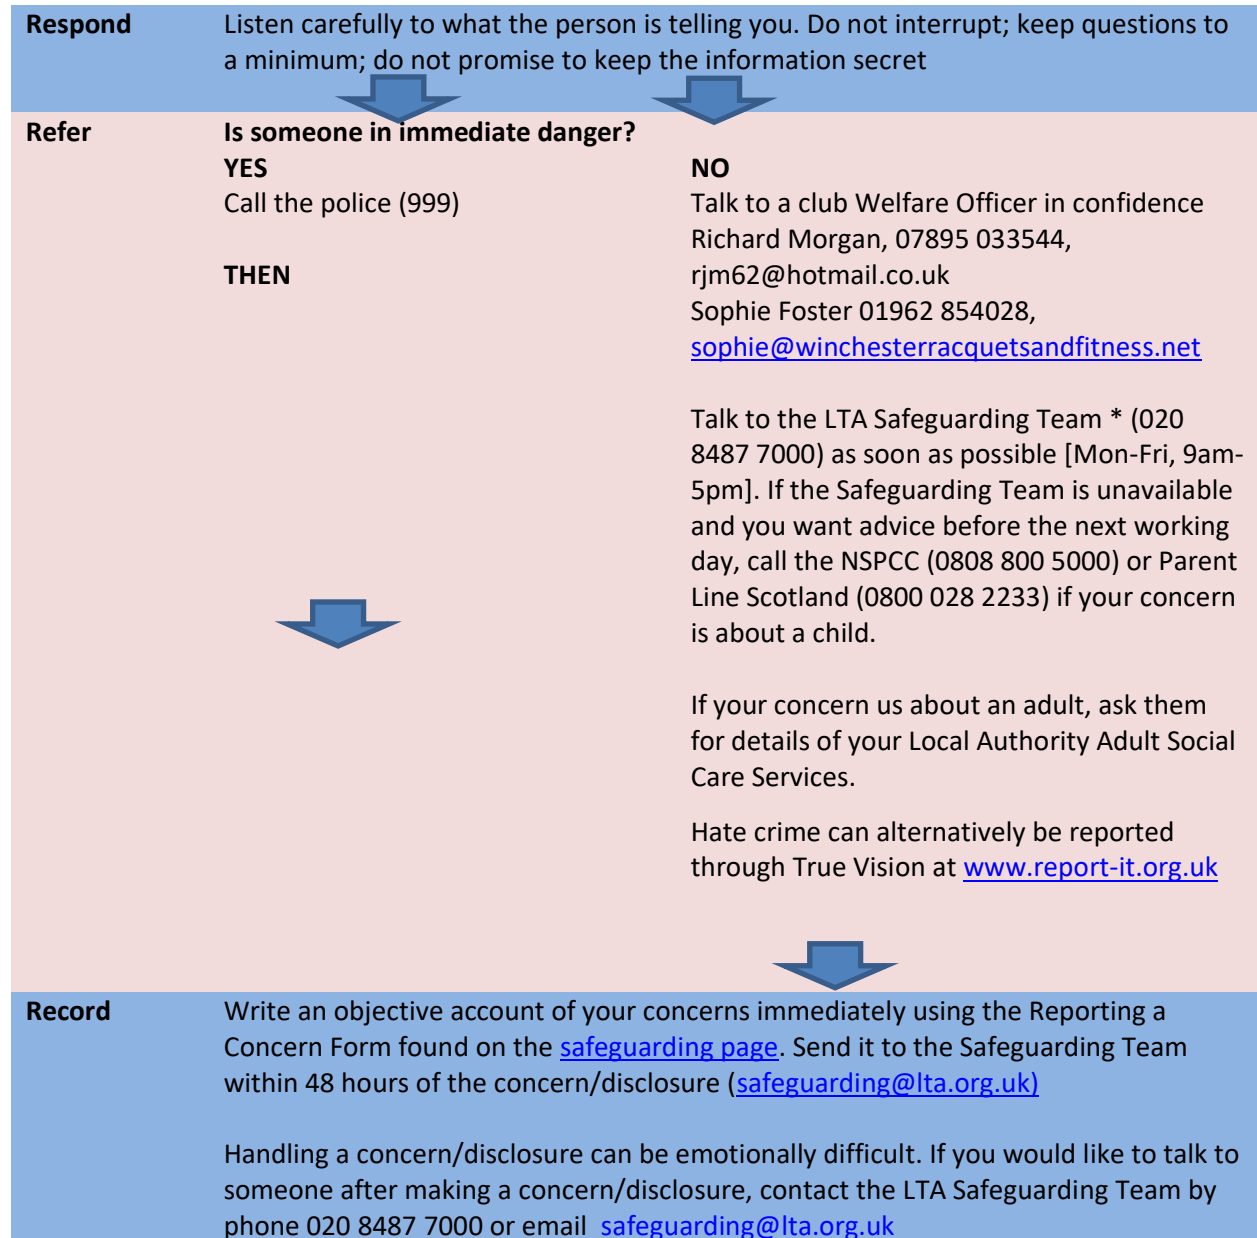 Respond
Listen carefully to what the person is telling you. Do not interrupt; keep questions to
a minimum; do not promise to keep the information secret
Refer
Is someone in immediate danger?
YES
Call the police (999)
THEN
NO
Talk to a club Welfare Officer in confidence
Richard Morgan, 07895 033544,
rjm62@hotmail.co.uk
Sophie Foster 01962 854028,
sophie@winchesterracquetsandfitness.net
Talk to the LTA Safeguarding Team * (020
8487 7000) as soon as possible [Mon-Fri, 9am-
5pm]. If the Safeguarding Team is unavailable
and you want advice before the next working
day, call the NSPCC (0808 800 5000) or Parent
Line Scotland (0800 028 2233) if your concern
is about a child.
If your concern us about an adult, ask them
for details of your Local Authority Adult Social
Care Services.
Hate crime can alternatively be reported
through True Vision at www.report-it.org.uk
Record
Write an objective account of your concerns immediately using the Reporting a
Concern Form found on the safeguarding page. Send it to the Safeguarding Team
within 48 hours of the concern/disclosure (safeguarding@lta.org.uk)
Handling a concern/disclosure can be emotionally difficult. If you would like to talk to
someone after making a concern/disclosure, contact the LTA Safeguarding Team by
phone 020 8487 7000 or email  safeguarding@lta.org.uk